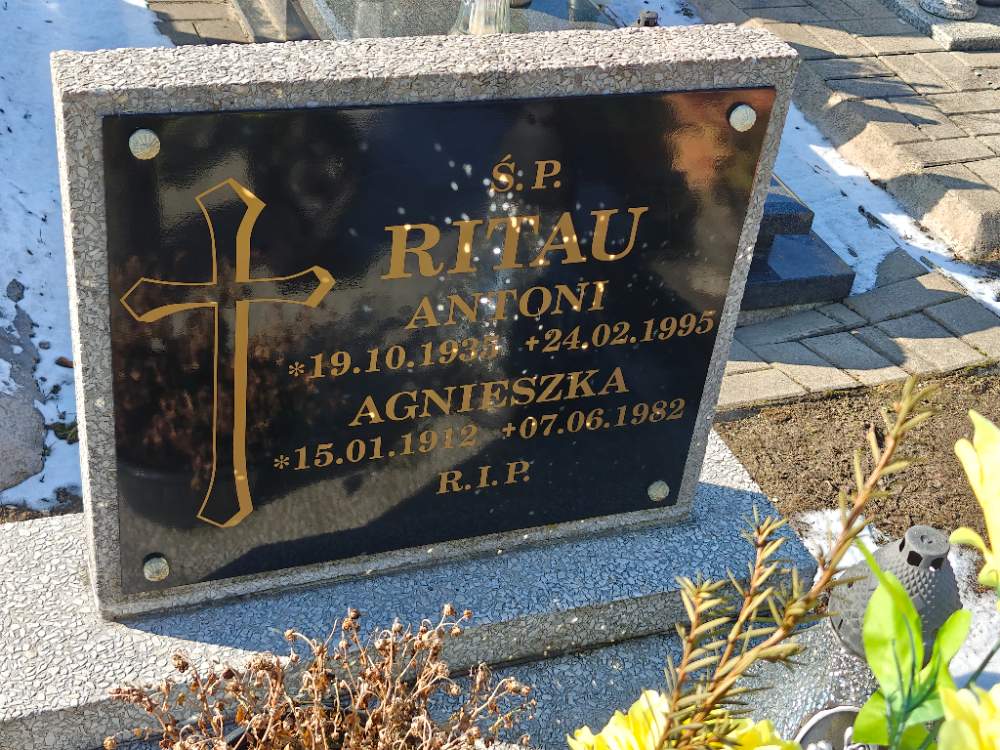 Ś. P.
RITAU
ANTONI
*19.10.1935 +24.02.1995
AGNIESZKA
*15.01.1912 +07.06.1982
R.I.P.